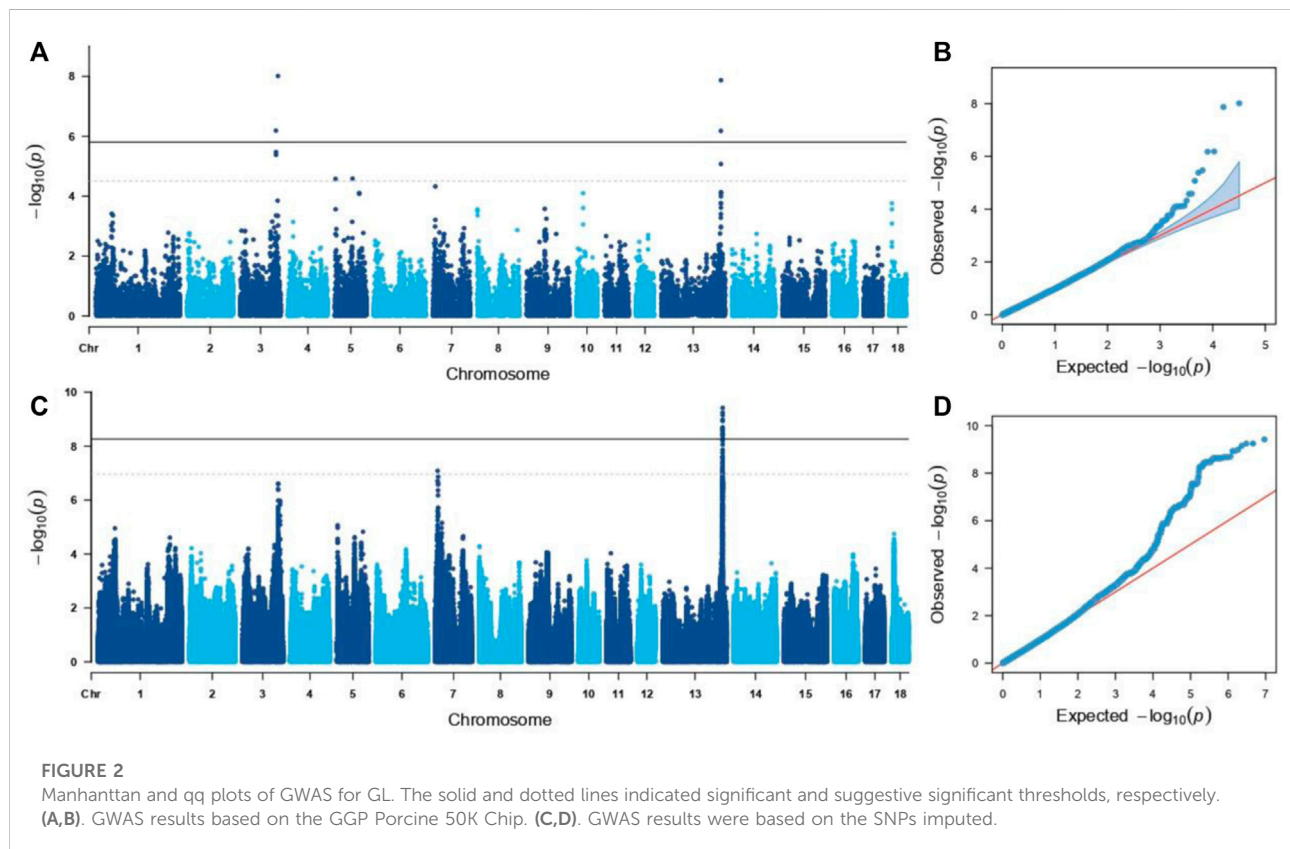 A
B
−log10(p)
8
6
4
2
0
Chr 1 2 3 4 5 6 7 8 9 10 11 12 13 14 15 16 17 18
Chromosome
Observed −log10(p)
8
6
4
2
0
0 1 2 3 4 5
Expected −log10(p)
C
D
−log10(p)
10
8
6
4
2
0
Chr 1 2 3 4 5 6 7 8 9 10 11 12 13 14 15 16 17 18
Chromosome
Observed −log10(p)
10
8
6
4
2
0
0 1 2 3 4 5 6 7
Expected −log10(p)
FIGURE 2
Manhanttan and qq plots of GWAS for GL. The solid and dotted lines indicated significant and suggestive significant thresholds, respectively.
(A,B). GWAS results based on the GGP Porcine 50K Chip. (C,D). GWAS results were based on the SNPs imputed.